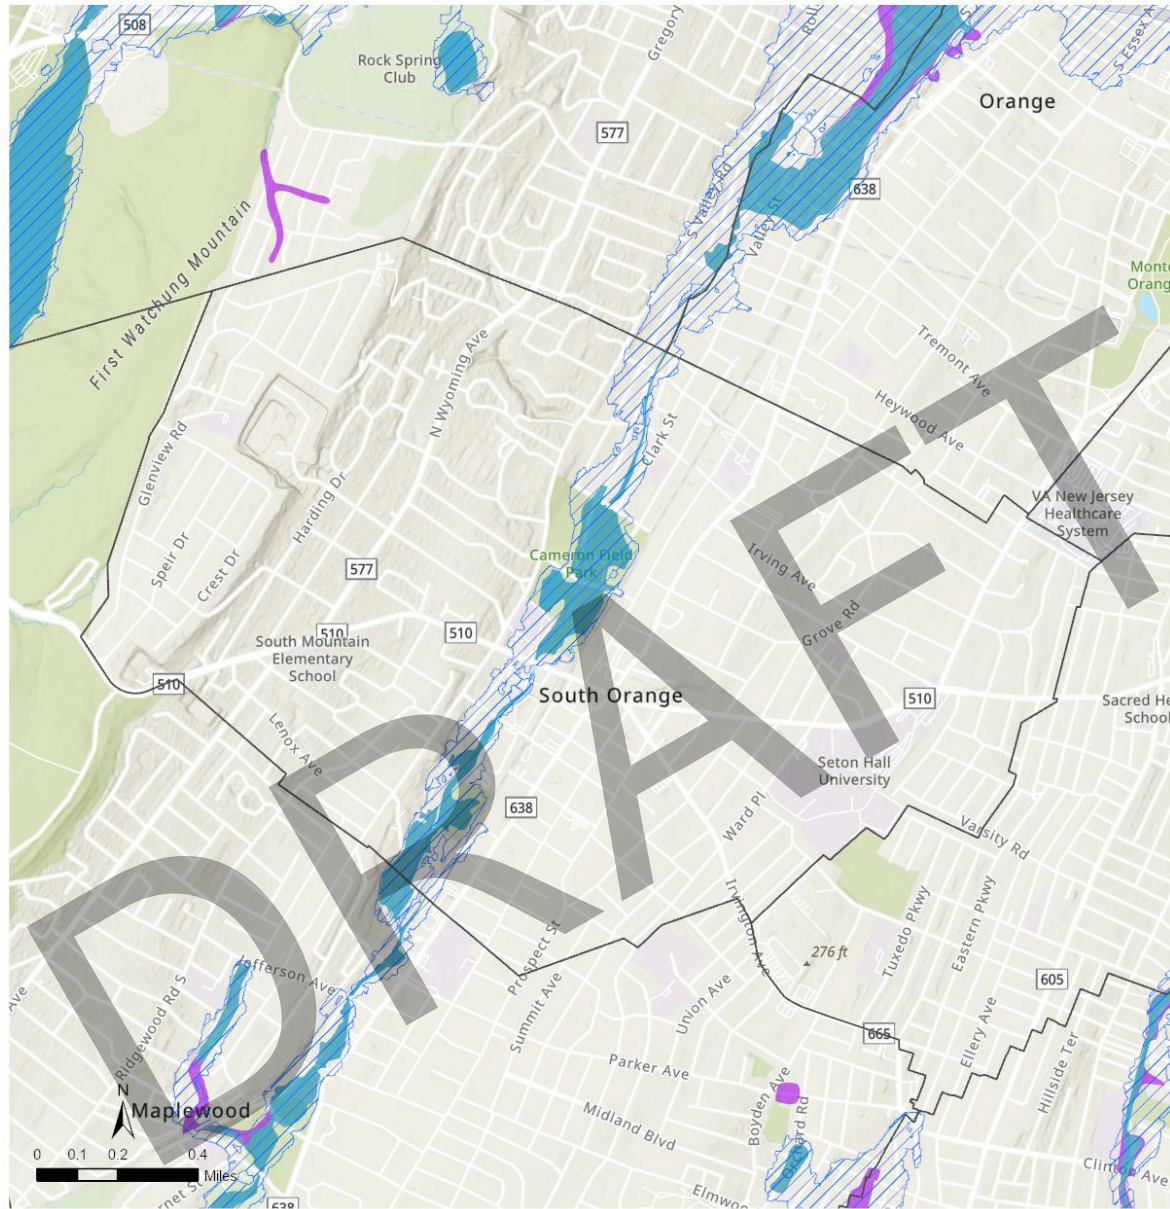 508
Rock Spring
Club
Gregory
Roll
S
S Essex A
Orange
577
S Valley Rd
638
Valley St
First Watchung Mountain
Mont
Orang
N Wyoming Ave
Tremont Ave
Heywood Ave
Clark St
Glenview Rd
Harding Dr
VA New Jersey
Healthcare
System
Speir Dr
Crest Dr
577
Cameron Field
Park
Irving Ave
Grove Rd
510
510
South Mountain
Elementary
School
510
South Orange
510
Sacred He
School
Lenox Ave
Seton Hall
University
638
Ward Pl
Varsity Rd
Irvington Ave
Tuxedo Pkwy
Eastern Pkwy
276 ft
Prospect St
Jefferson Ave
Ave
Ridgewood Rd S
Summit Ave
Union Ave
605
665
Ellery Ave
Hillside Ter
Parker Ave
Boyden Ave
Orchard Rd
Midland Blvd
N
Maplewood
0 0.1 0.2 0.4
Miles
Clinton Ave
Elmwo
638
DRAFT